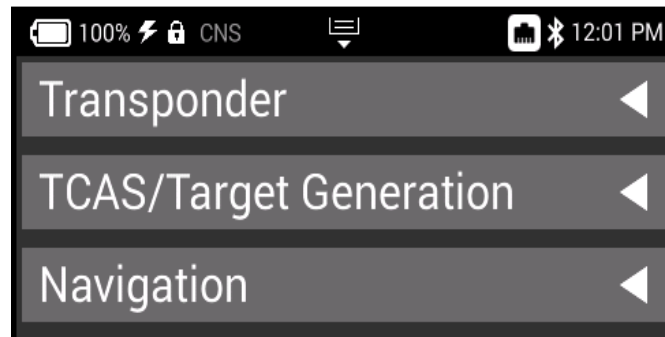 100% CNS 12:01 PM
Transponder
TCAS/Target Generation
Navigation